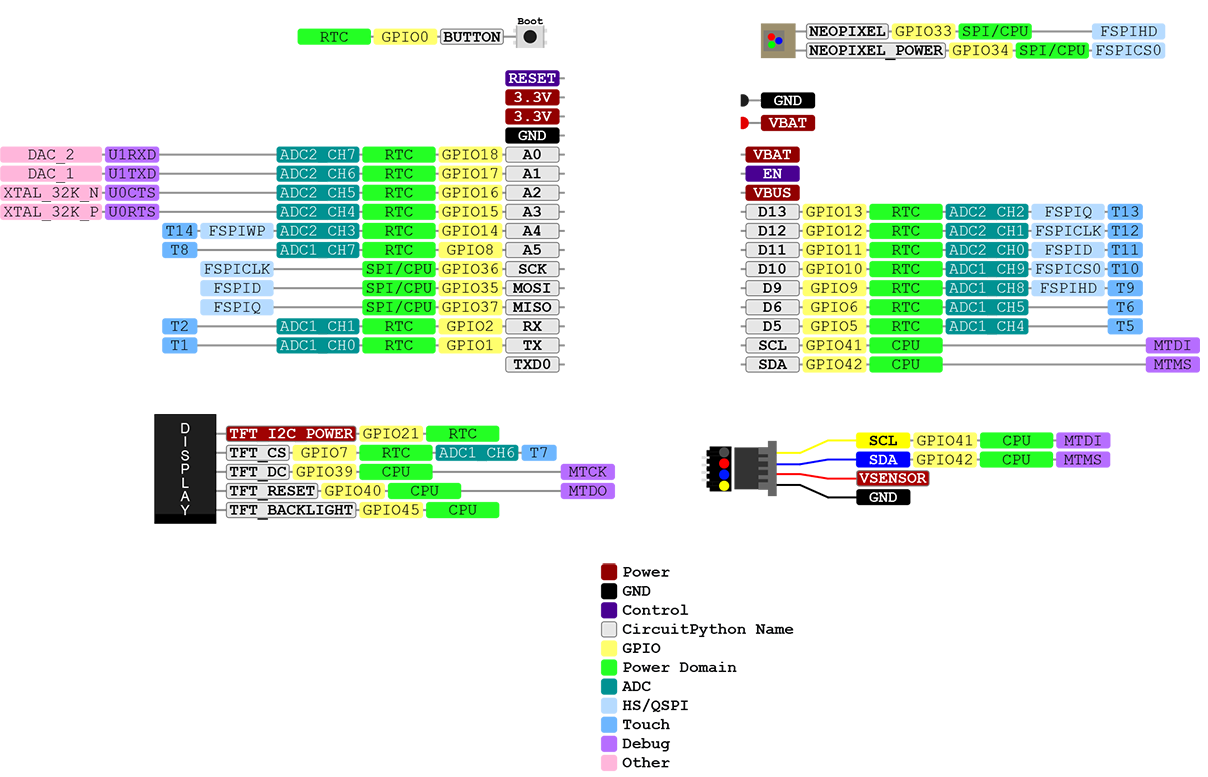 Boot
RTC GPIO0 BUTTON
NEOPIXEL GPIO33 SPI/CPU FSPIHD
NEOPIXEL_POWER GPIO34 SPI/CPU FSPICS0
RESET
3.3V
3.3V
GND
DAC_2 U1RXD ADC2 CH7 RTC GPIO18 A0
DAC_1 U1TXD ADC2 CH6 RTC GPIO17 A1
XTAL_32K_N U0CTS ADC2 CH5 RTC GPIO16 A2
XTAL_32K_P U0RTS ADC2 CH4 RTC GPIO15 A3
T14 FSPIWP ADC2 CH3 RTC GPIO14 A4
T8 ADC1 CH7 RTC GPIO8 A5
FSPICLK SPI/CPU GPIO36 SCK
FSPID SPI/CPU GPIO35 MOSI
FSPIQ SPI/CPU GPIO37 MISO
T2 ADC1 CH1 RTC GPIO2 RX
T1 ADC1 CH0 RTC GPIO1 TX
TXD0
GND
VBAT
VBAT
EN
VBUS
D13 GPIO13 RTC ADC2 CH2 FSPIQ T13
D12 GPIO12 RTC ADC2 CH1 FSPICLK T12
D11 GPIO11 RTC ADC2 CH0 FSPID T11
D10 GPIO10 RTC ADC1 CH9 FSPICS0 T10
D9 GPIO9 RTC ADC1 CH8 FSPIHD T9
D6 GPIO6 RTC ADC1 CH5 T6
D5 GPIO5 RTC ADC1 CH4 T5
SCL GPIO41 CPU MTDI
SDA GPIO42 CPU MTMS
DISPLAY
TFT_I2C_POWER GPIO21 RTC
TFT_CS GPIO7 RTC ADC1 CH6 T7
TFT_DC GPIO39 CPU MTCK
TFT_RESET GPIO40 CPU MTDO
TFT_BACKLIGHT GPIO45 CPU
SCL GPIO41 CPU MTDI
SDA GPIO42 CPU MTMS
VSENSOR
GND
Power
GND
Control
CircuitPython Name
GPIO
Power Domain
ADC
HS/QSPI
Touch
Debug
Other